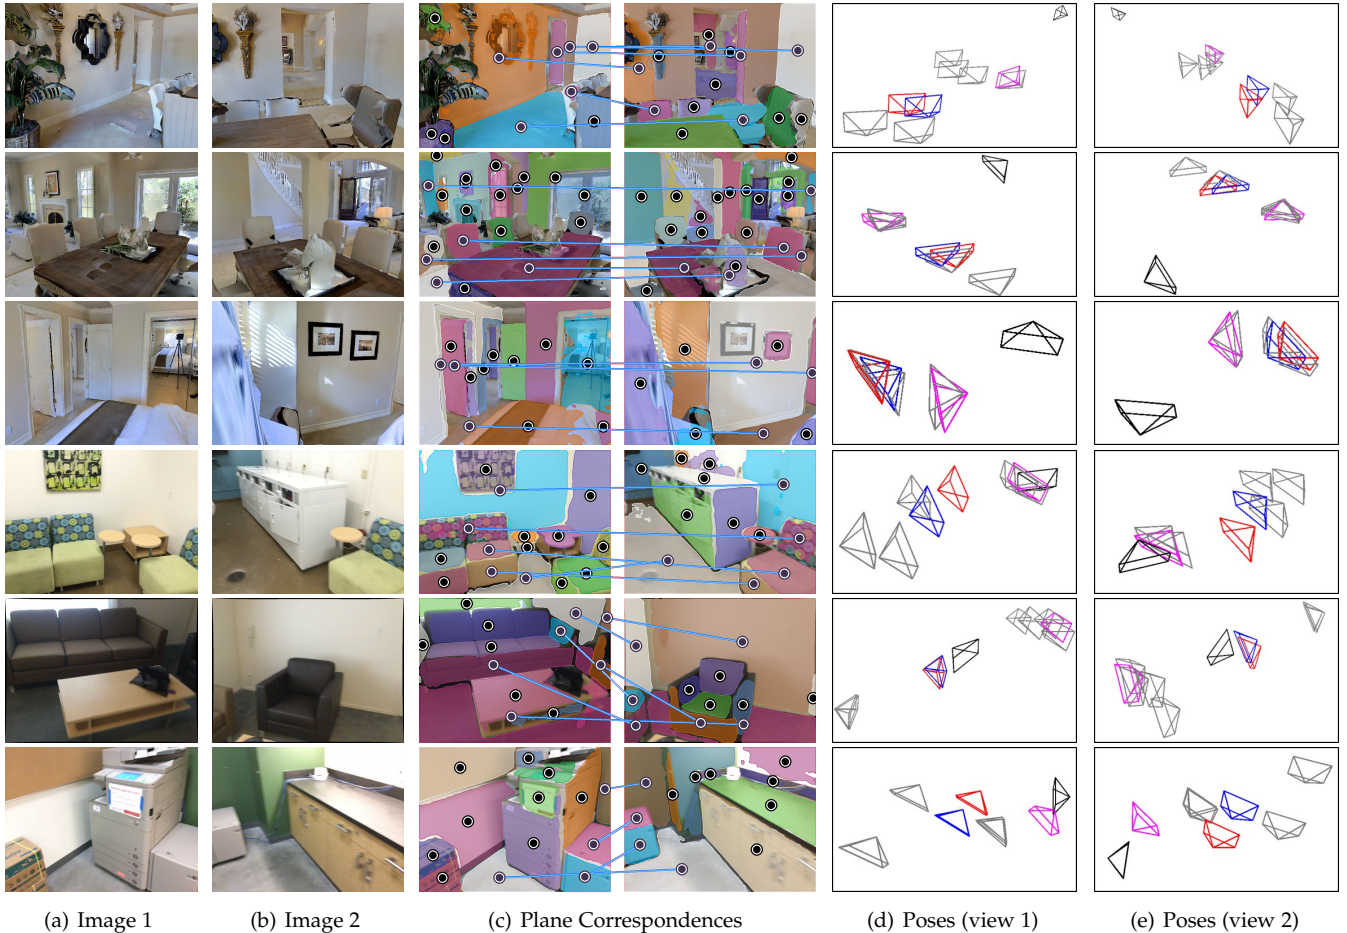 (a) Image 1
(b) Image 2
(c) Plane Correspondences
(d) Poses (view 1)
(e) Poses (view 2)